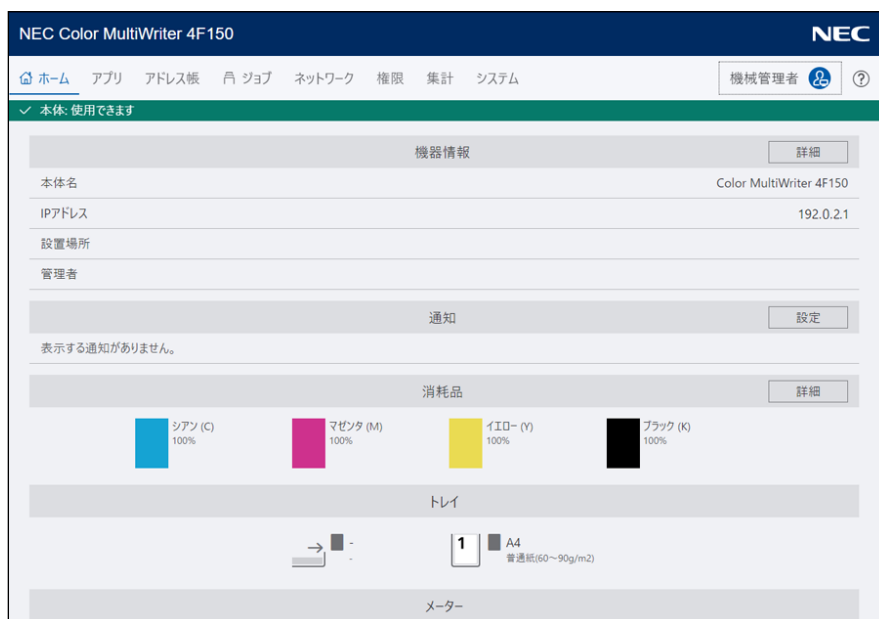 NEC Color MultiWriter 4F150 NEC
ホーム アプリ アドレス帳 ジョブ ネットワーク 権限 集計 システム 機械管理者 ?
本体: 使用できます
機器情報 詳細
本体名 Color MultiWriter 4F150
IPアドレス 192.0.2.1
設置場所
管理者
通知 設定
表示する通知がありません。
消耗品 詳細
シアン (C) マゼンタ (M) イエロー (Y) ブラック (K)
100% 100% 100% 100%
トレイ
- 1 A4
- 普通紙(60～90g/m2)
メーター